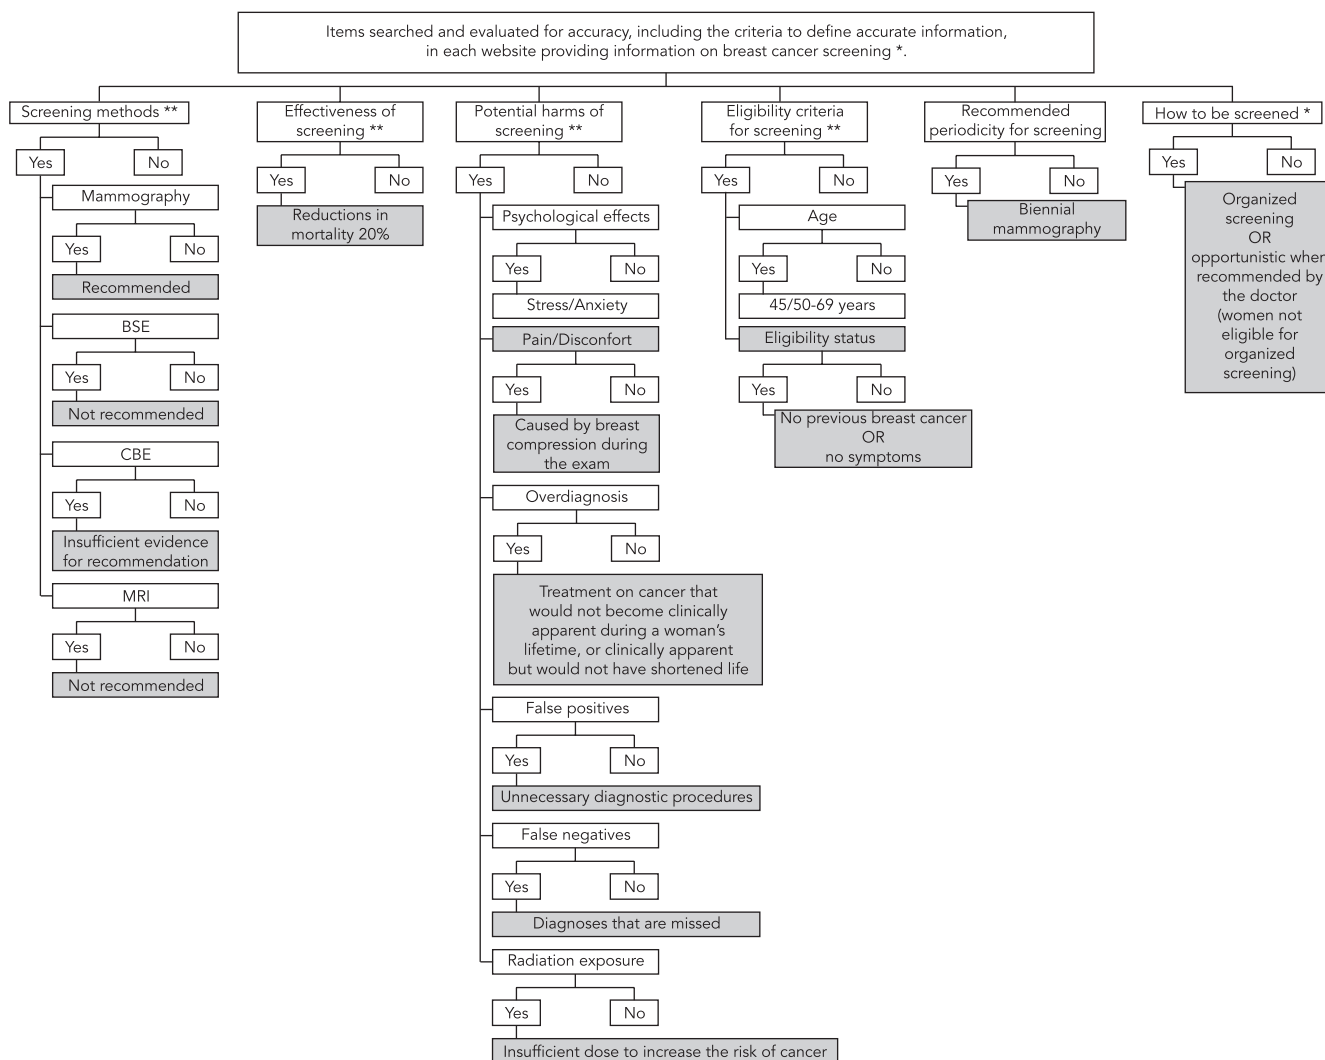 Items searched and evaluated for accuracy, including the criteria to define accurate information,
in each website providing information on breast cancer screening *.
Screening methods **
Yes
No
Mammography
Yes
No
Recommended
BSE
Yes
No
Not recommended
CBE
Yes
No
Insufficient evidence
for recommendation
MRI
Yes
No
Not recommended
Effectiveness of
screening **
Yes
No
Reductions in
mortality 20%
Potential harms of
screening **
Yes
No
Psychological effects
Yes
No
Stress/Anxiety
Pain/Disconfort
Yes
No
Caused by breast
compression during
the exam
Overdiagnosis
Yes
No
Treatment on cancer that
would not become clinically
apparent during a woman's
lifetime, or clinically apparent
but would not have shortened life
False positives
Yes
No
Unnecessary diagnostic procedures
False negatives
Yes
No
Diagnoses that are missed
Radiation exposure
Yes
No
Insufficient dose to increase the risk of cancer
Eligibility criteria
for screening **
Yes
No
Age
Yes
No
45/50-69 years
Eligibility status
Yes
No
No previous breast cancer
OR
no symptoms
Recommended
periodicity for screening
Yes
No
Biennial
mammography
How to be screened *
Yes
No
Organized
screening
OR
opportunistic when
recommended by
the doctor
(women not
eligible for
organized
screening)